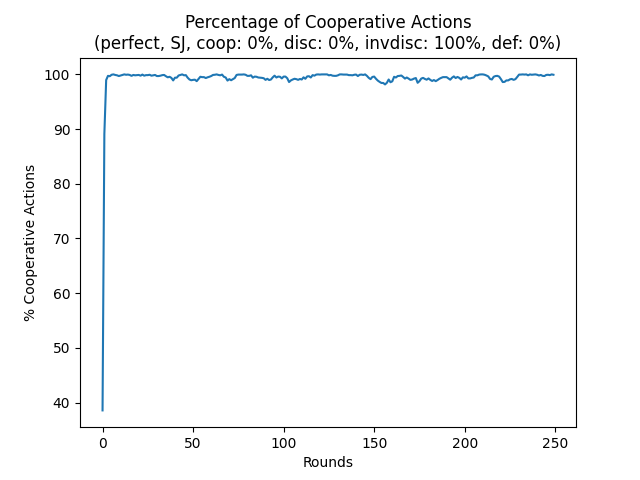 Percentage of Cooperative Actions
(perfect, SJ, coop: 0%, disc: 0%, invdisc: 100%, def: 0%)
% Cooperative Actions
100
90
80
70
60
50
40
0 50 100 150 200 250
Rounds